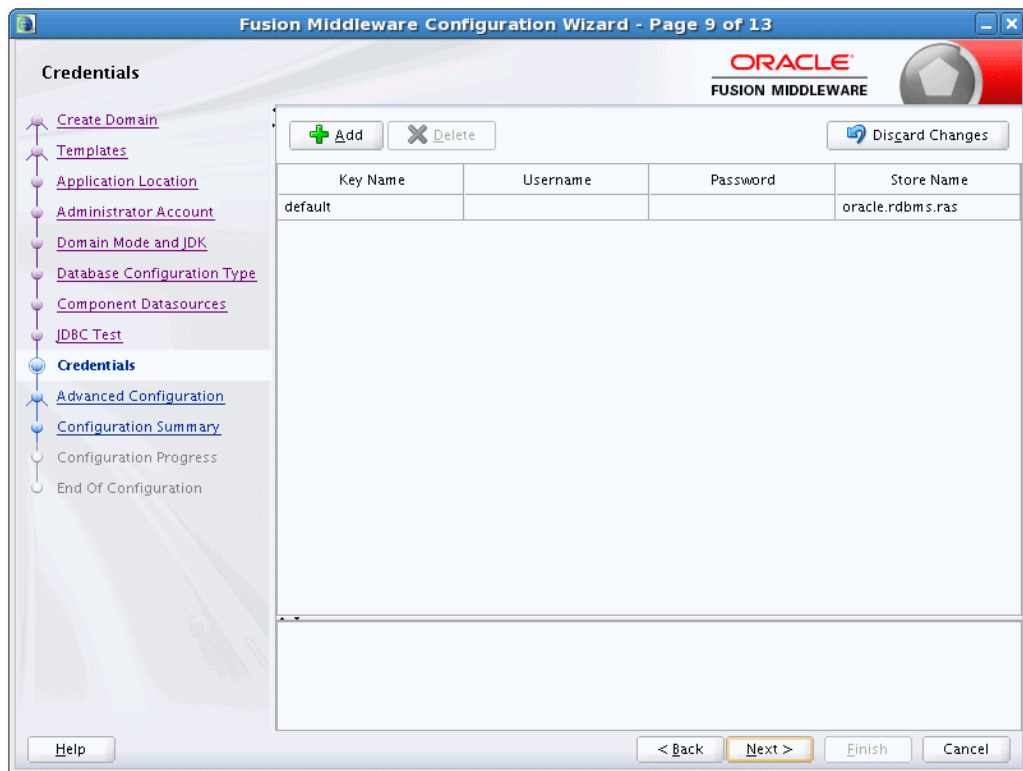 Fusion Middleware Configuration Wizard - Page 9 of 13
Credentials
ORACLE
FUSION MIDDLEWARE
Create Domain
Templates
Application Location
Administrator Account
Domain Mode and JDK
Database Configuration Type
Component Datasources
JDBC Test
Credentials
Advanced Configuration
Configuration Summary
Configuration Progress
End Of Configuration
Add Delete Discard Changes
Key Name Username Password Store Name
default oracle.rdbms.ras
Help < Back Next > Finish Cancel